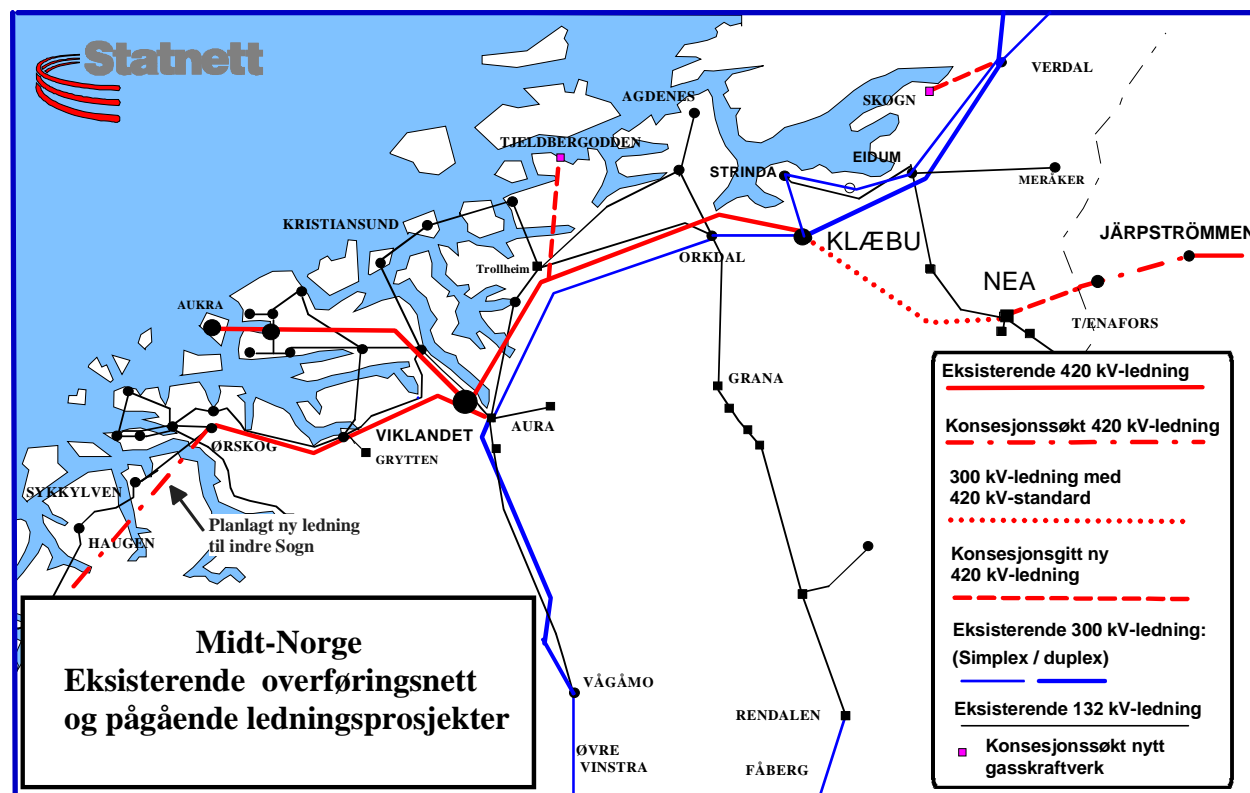 Statnett
VERDAL
SKOGN
AGDENES
TJELDBERGODDEN
EIDUM
STRINDA
MERÅKER
KRISTIANSUND
KLÆBU
JÄRPSTRÖMMEN
ORKDAL
Trollheim
NEA
AUKRA
T/ENAFORS
GRANA
VIKLANDET
AURA
ØRSKOG
GRYTTEN
SYKKYLVEN
Planlagt ny ledning
til indre Sogn
HAUGEN
VÅGÅMO
RENDALEN
ØVRE
VINSTRA
FÅBERG
Midt-Norge
Eksisterende overføringsnett
og pågående ledningsprosjekter
Eksisterende 420 kV-ledning
Konsesjonssøkt 420 kV-ledning
300 kV-ledning med
420 kV-standard
Konsesjonsgitt ny
420 kV-ledning
Eksisterende 300 kV-ledning:
(Simplex / duplex)
Eksisterende 132 kV-ledning
Konsesjonssøkt nytt
gasskraftverk